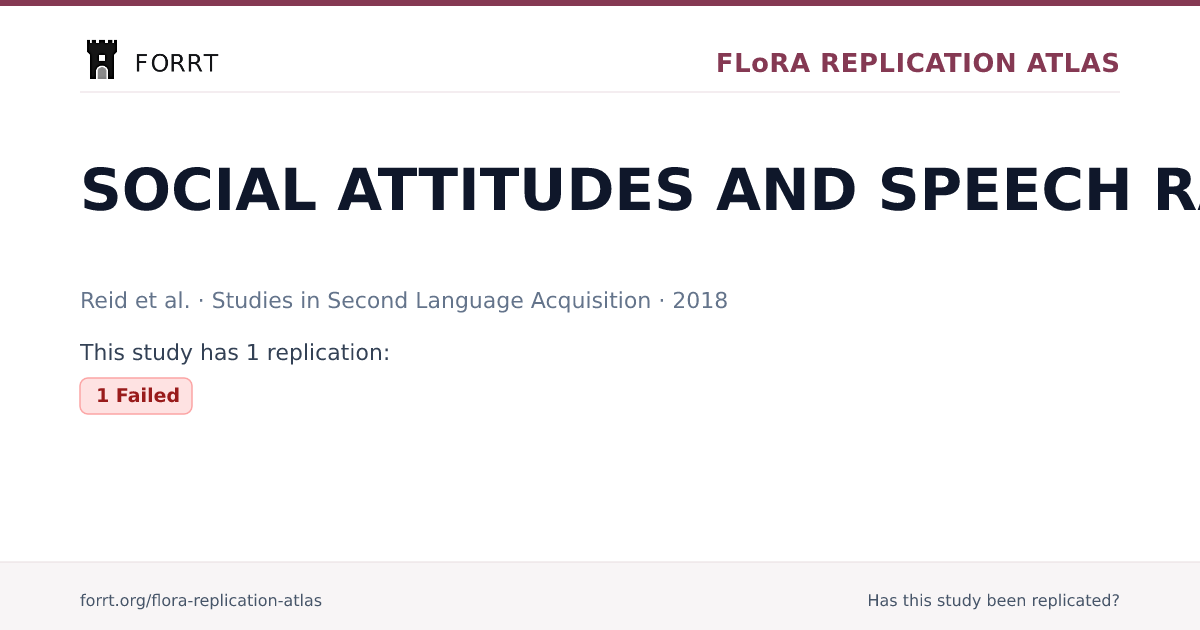 FORRT
FLoRA REPLICATION ATLAS
SOCIAL ATTITUDES AND SPEECH
Reid et al. · Studies in Second Language Acquisition · 2018
This study has 1 replication:
1 Failed
forrt.org/flora-replication-atlas
Has this study been replicated?